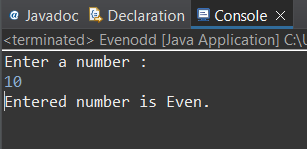 @ Javadoc Declaration Console
<terminated> Evenodd [Java Application] C:\
Enter a number :
10
Entered number is Even.